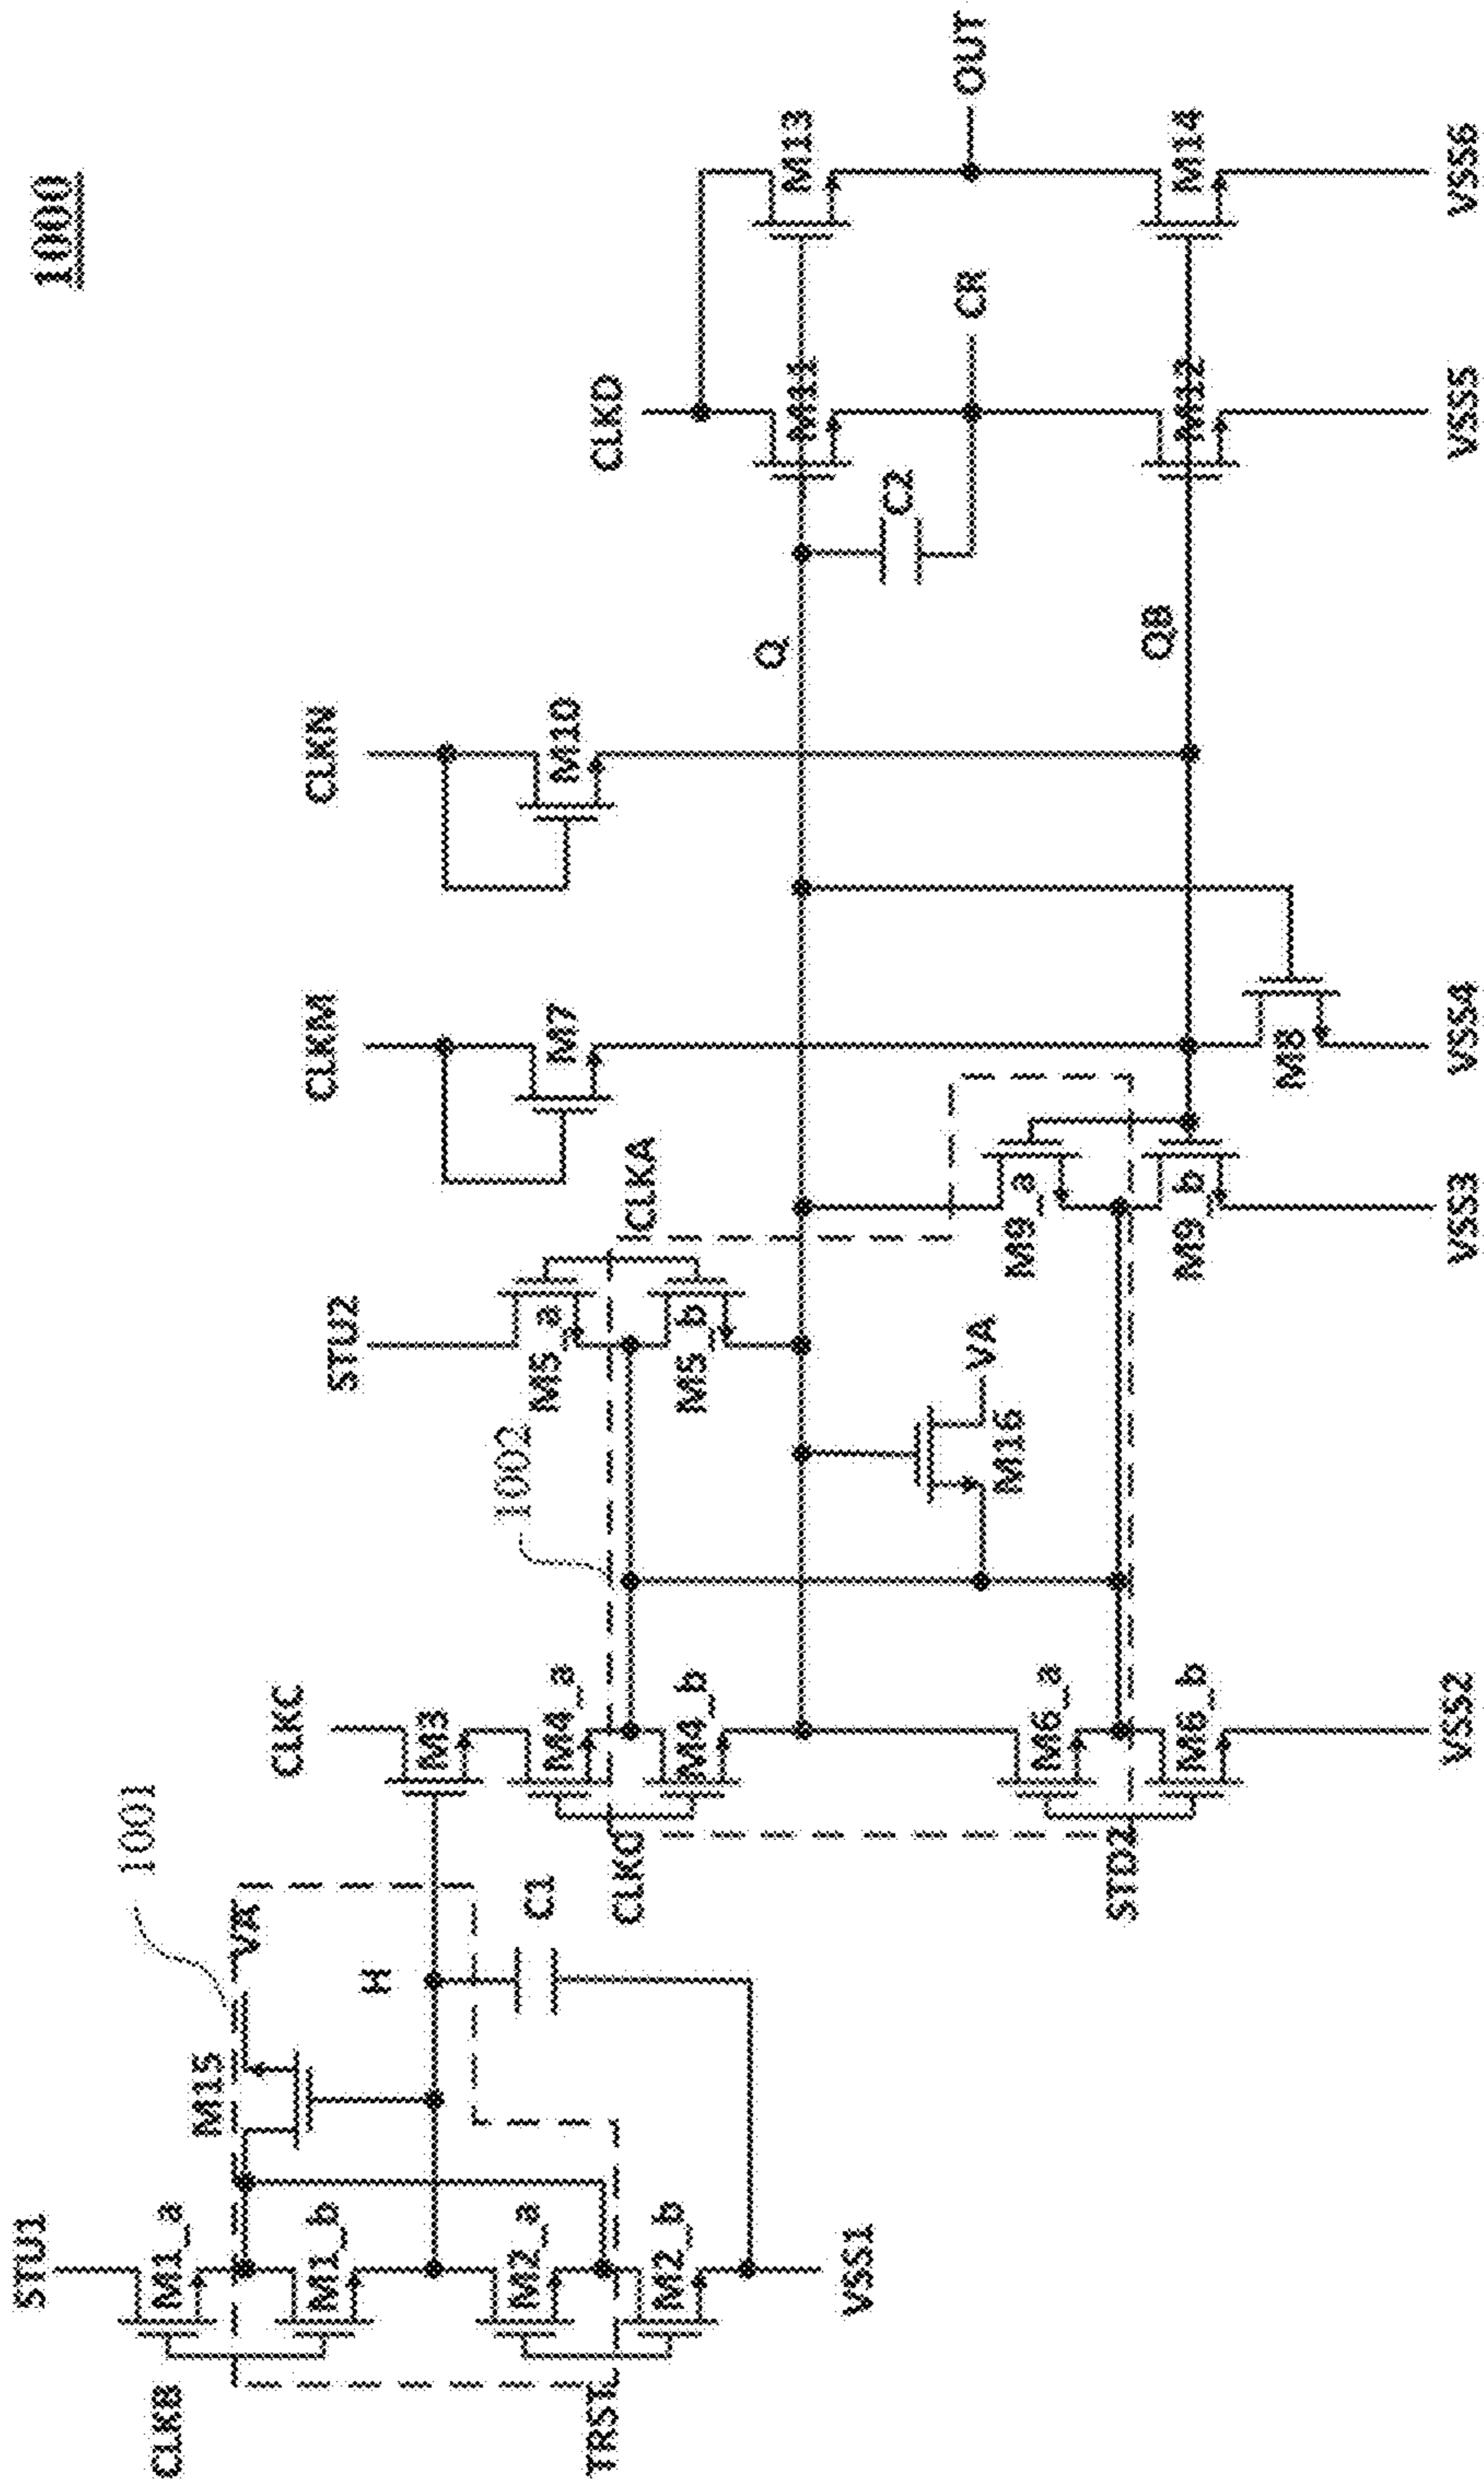 1000
STU1
CLKB
M1_a
M1_b
M15
VA
1001
H
TRST
M2_a
M2_b
C1
VSS1
CLKC
M3
M4_a
CLKC
M4_b
STD2
M6_a
M6_b
VSS2
1002
STU2
M5_a
M5_b
CLKA
M16
VA
M9_a
M9_b
VSS3
CLKM
M7
M8
VSS4
CLKN
M10
Q
QB
C2
CLKD
M11
CR
M12
VSS5
M13
OUT
M14
VSS6